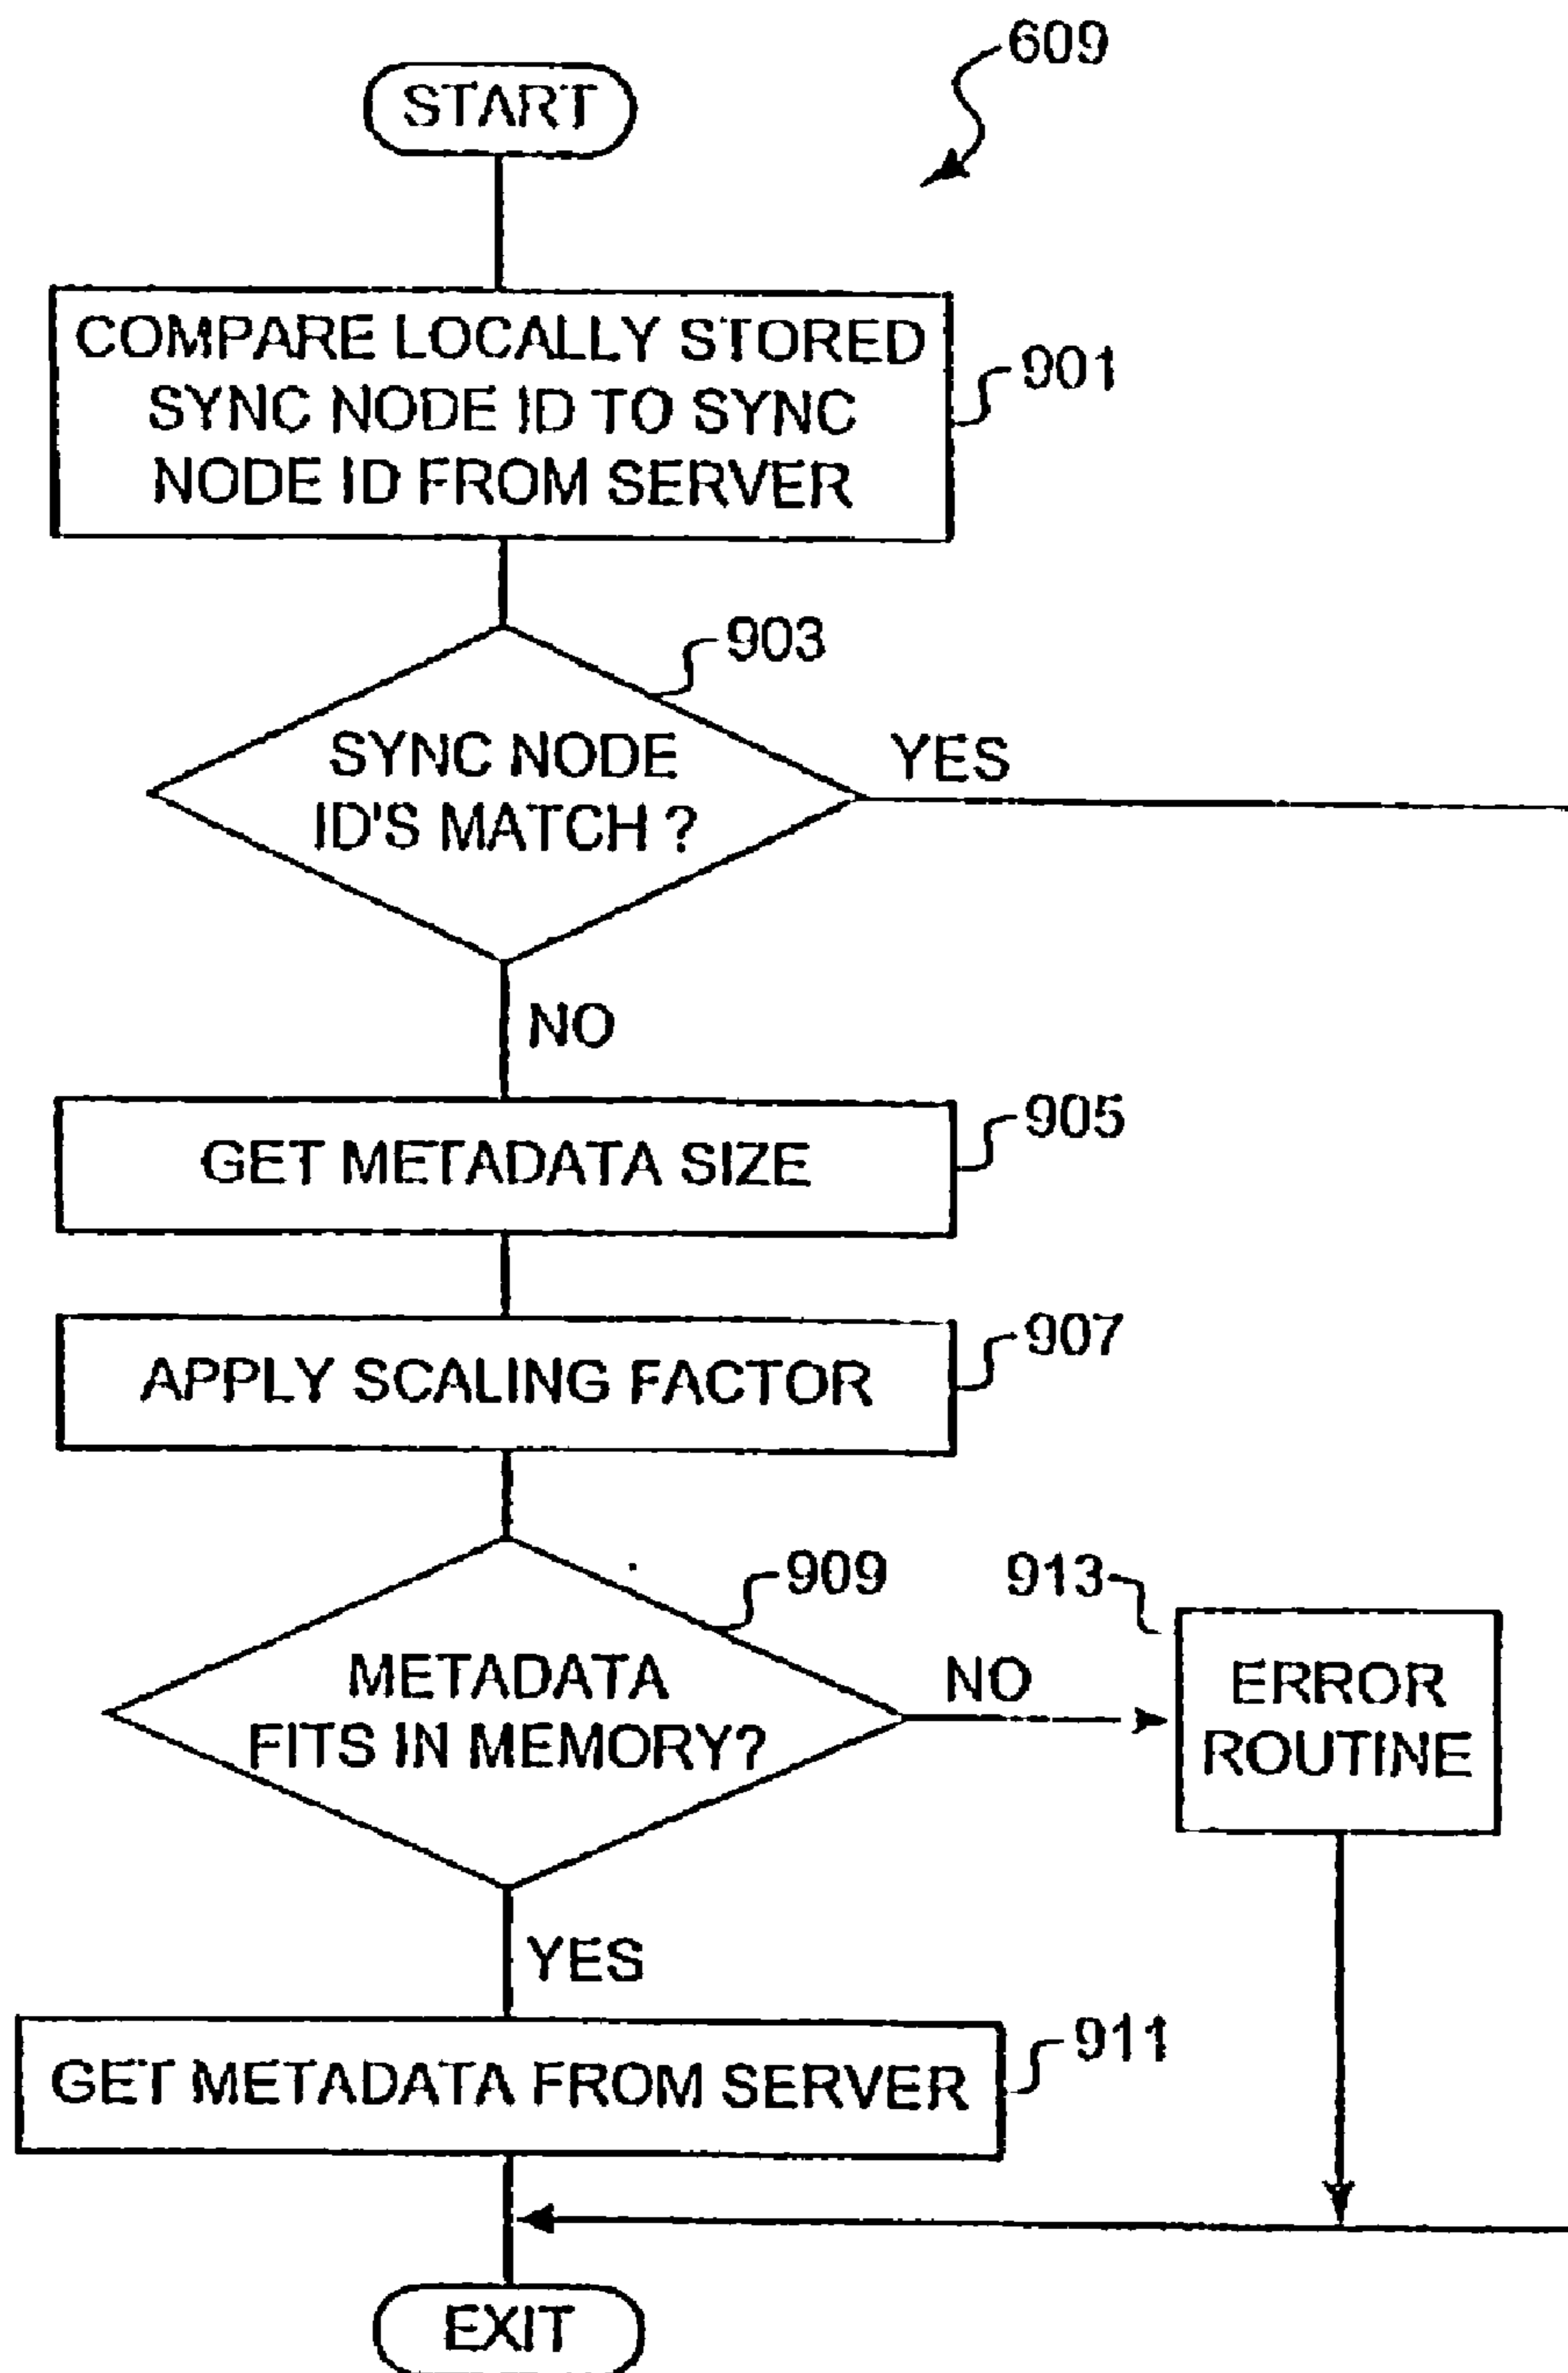 609
START
COMPARE LOCALLY STORED
SYNC NODE ID TO SYNC
NODE ID FROM SERVER
901
903
SYNC NODE
ID'S MATCH ?
YES
NO
GET METADATA SIZE
905
APPLY SCALING FACTOR
907
909
METADATA
FITS IN MEMORY?
NO
913
ERROR
ROUTINE
YES
GET METADATA FROM SERVER
911
EXIT